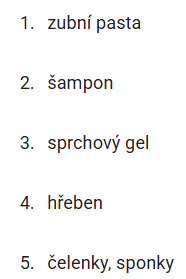 1. zubní pasta
2. šampon
3. sprchový gel
4. hřeben
5. čelenky, sponky